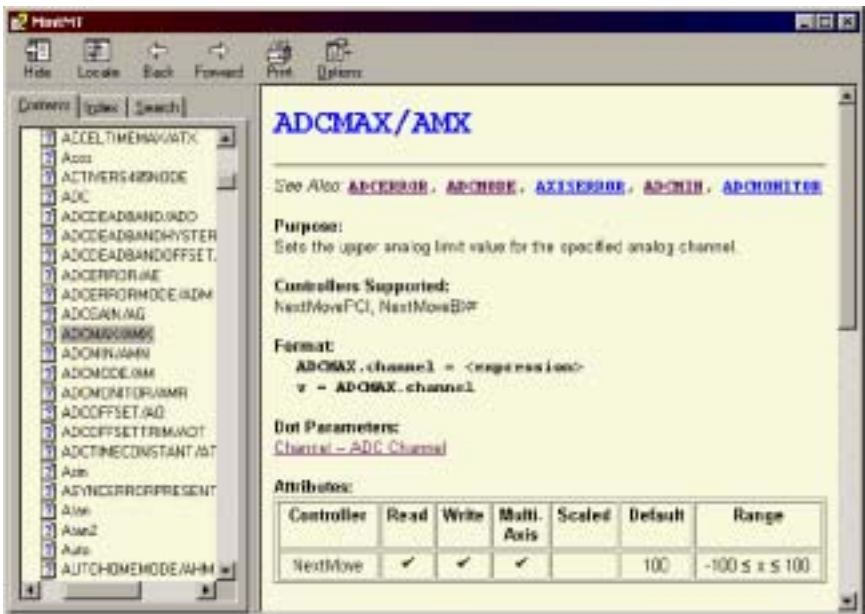 MintMT
Hide Locate Back Forward Print Options
Contents Index Search
ACCELTIMEMAX/ATX
Acos
ACTIVERS485NODE
ADC
ADCDEADBAND/ADD
ADCDEADBANDHYSTER
ADCDEADBANDOFFSET
ADCERROR/AE
ADCERRORMODE/ADM
ADCGAIN/AG
ADCMAX/AMX
ADCMIN/AMN
ADCMODE/AM
ADCMONITOR/AMR
ADCOFFSET/AO
ADCOFFSETTRIM/AOT
ADCTIMECONSTANT/AT
Asin
ASYNCERRORPRESENT
Atan
Atan2
Auto
AUTOHOMEMODE/AHM
ADCMAX/AMX
See Also: ADCERROR, ADCMODE, AXISERROR, ADCMIN, ADCMONITOR
Purpose:
Sets the upper analog limit value for the specified analog channel.
Controllers Supported:
NextMovePCI, NextMoveBX
Format:
ADCMAX.channel = <expression>
v = ADCMAX.channel
Dot Parameters:
Channel – ADC Channel
Attributes:
Controller Read Write Multi-Axis Scaled Default Range
NextMove ✔ ✔ ✔ 100 -100 ≤ x ≤ 100